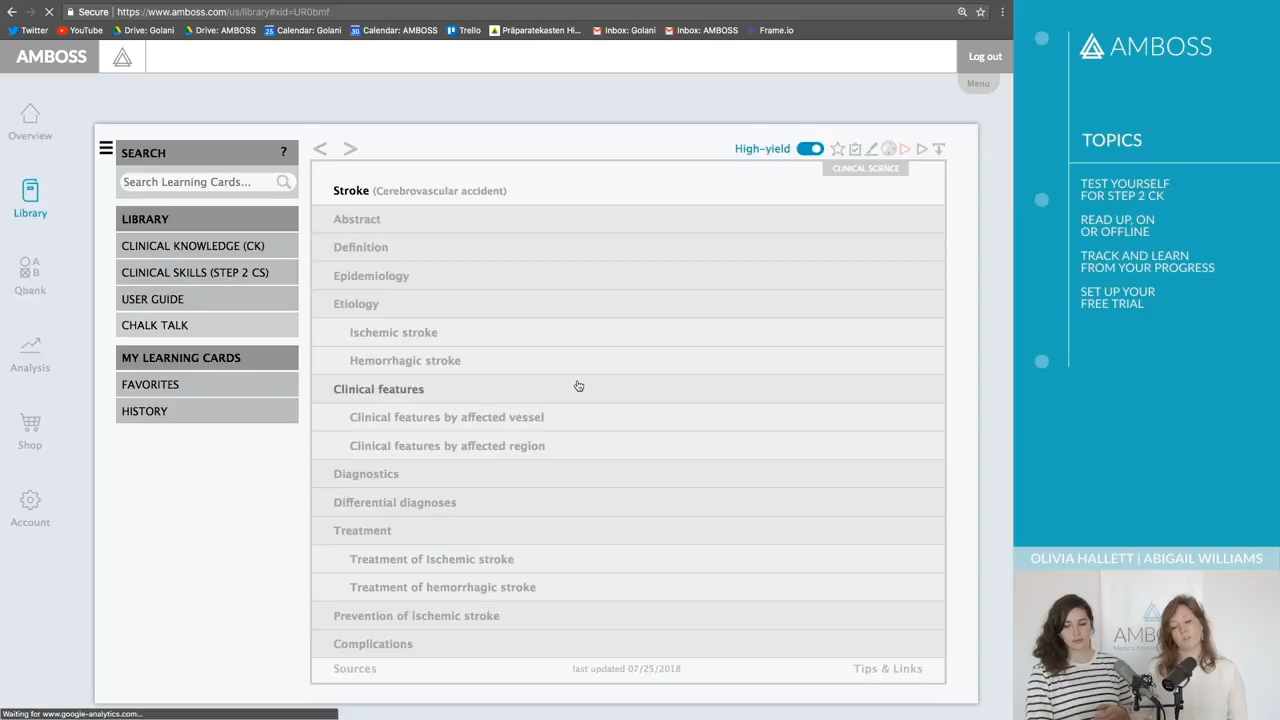 Secure | https://www.amboss.com/us/library#xid=UR0bmf
Twitter YouTube Drive: Golani Drive: AMBOSS Calendar: Golani Calendar: AMBOSS Trello Präparatekasten Hi... Inbox: Golani Inbox: AMBOSS Frame.io
AMBOSS
Log out
Menu
Overview
Library
Qbank
Analysis
Shop
Account
SEARCH ?
Search Learning Cards...
LIBRARY
CLINICAL KNOWLEDGE (CK)
CLINICAL SKILLS (STEP 2 CS)
USER GUIDE
CHALK TALK
MY LEARNING CARDS
FAVORITES
HISTORY
< >
High-yield
CLINICAL SCIENCE
Stroke (Cerebrovascular accident)
Abstract
Definition
Epidemiology
Etiology
Ischemic stroke
Hemorrhagic stroke
Clinical features
Clinical features by affected vessel
Clinical features by affected region
Diagnostics
Differential diagnoses
Treatment
Treatment of Ischemic stroke
Treatment of hemorrhagic stroke
Prevention of ischemic stroke
Complications
Sources last updated 07/25/2018 Tips & Links
Waiting for www.google-analytics.com...
AMBOSS
TOPICS
TEST YOURSELF
FOR STEP 2 CK
READ UP, ON
OR OFFLINE
TRACK AND LEARN
FROM YOUR PROGRESS
SET UP YOUR
FREE TRIAL
OLIVIA HALLETT | ABIGAIL WILLIAMS